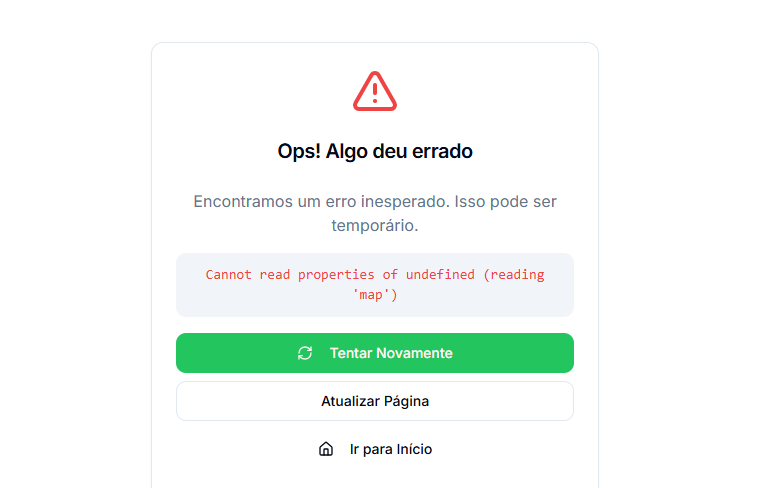 Ops! Algo deu errado
Encontramos um erro inesperado. Isso pode ser
temporário.
Cannot read properties of undefined (reading
'map')
Tentar Novamente
Atualizar Página
Ir para Início